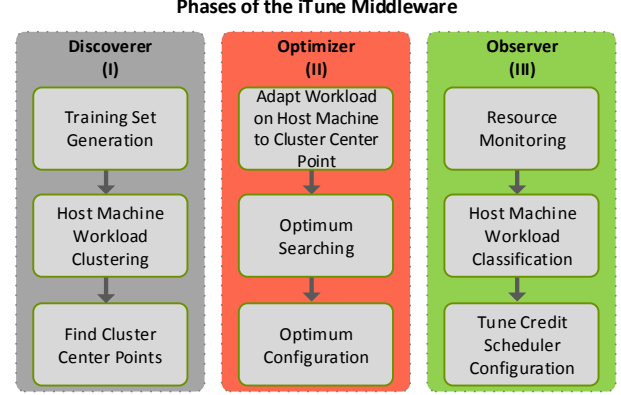 Phases of the iTune Middleware
Discoverer
(I)
Training Set
Generation
Host Machine
Workload
Clustering
Find Cluster
Center Points
Optimizer
(II)
Adapt Workload
on Host Machine
to Cluster Center
Point
Optimum
Searching
Optimum
Configuration
Observer
(III)
Resource
Monitoring
Host Machine
Workload
Classification
Tune Credit
Scheduler
Configuration